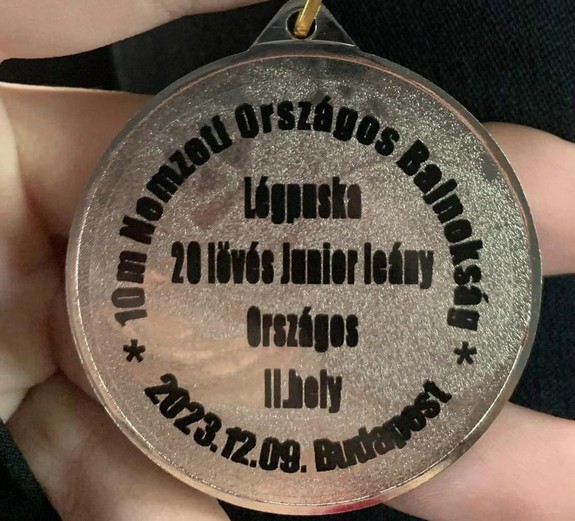 * 10m Nemzeti Országos Bajnokság *
Légpuska
20 lövés Junior leány
Országos
II.hely
2023.12.09. Budapest